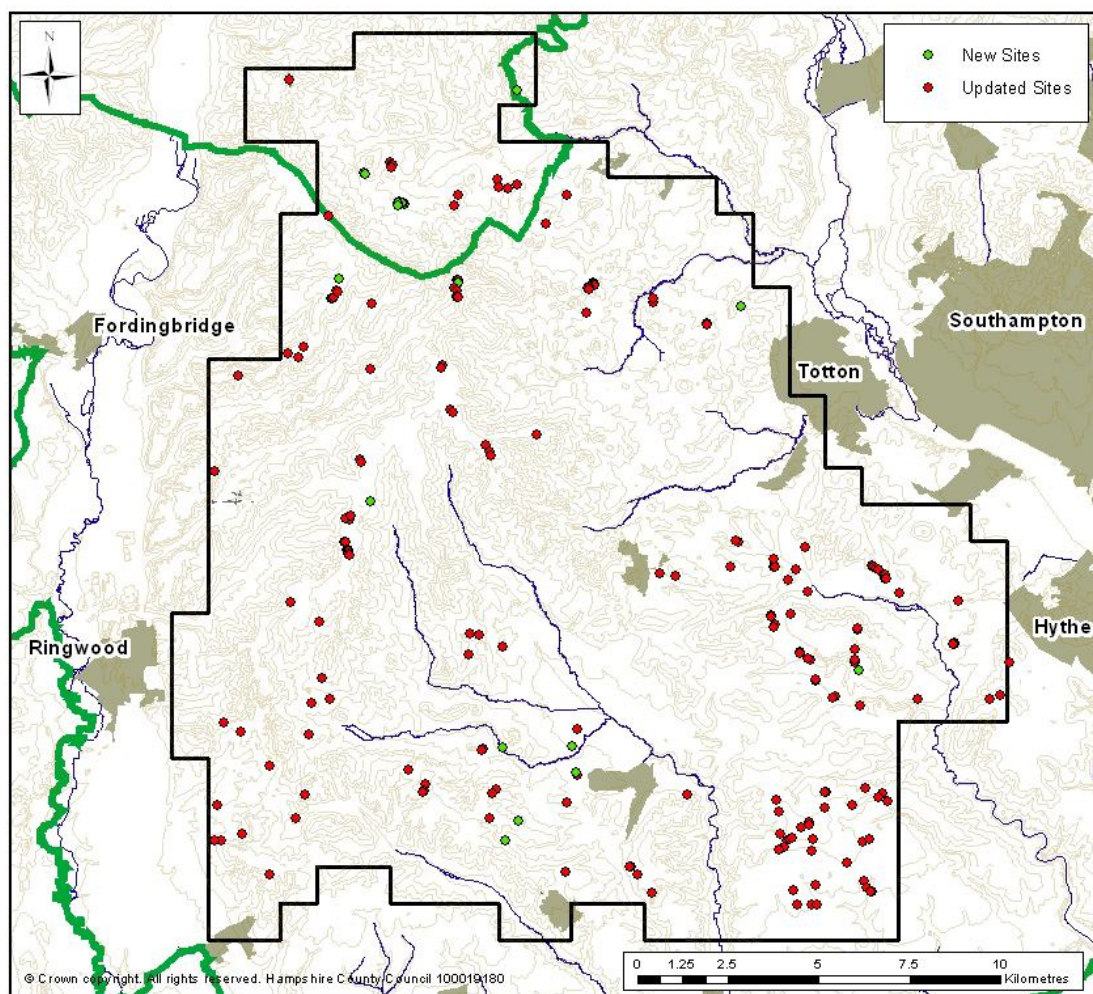 N
New Sites
Updated Sites
Fordingbridge
Southampton
Totton
Ringwood
Hythe
© Crown copyright. All rights reserved. Hampshire County Council 100019180
0 1.25 2.5 5 7.5 10
Kilometres